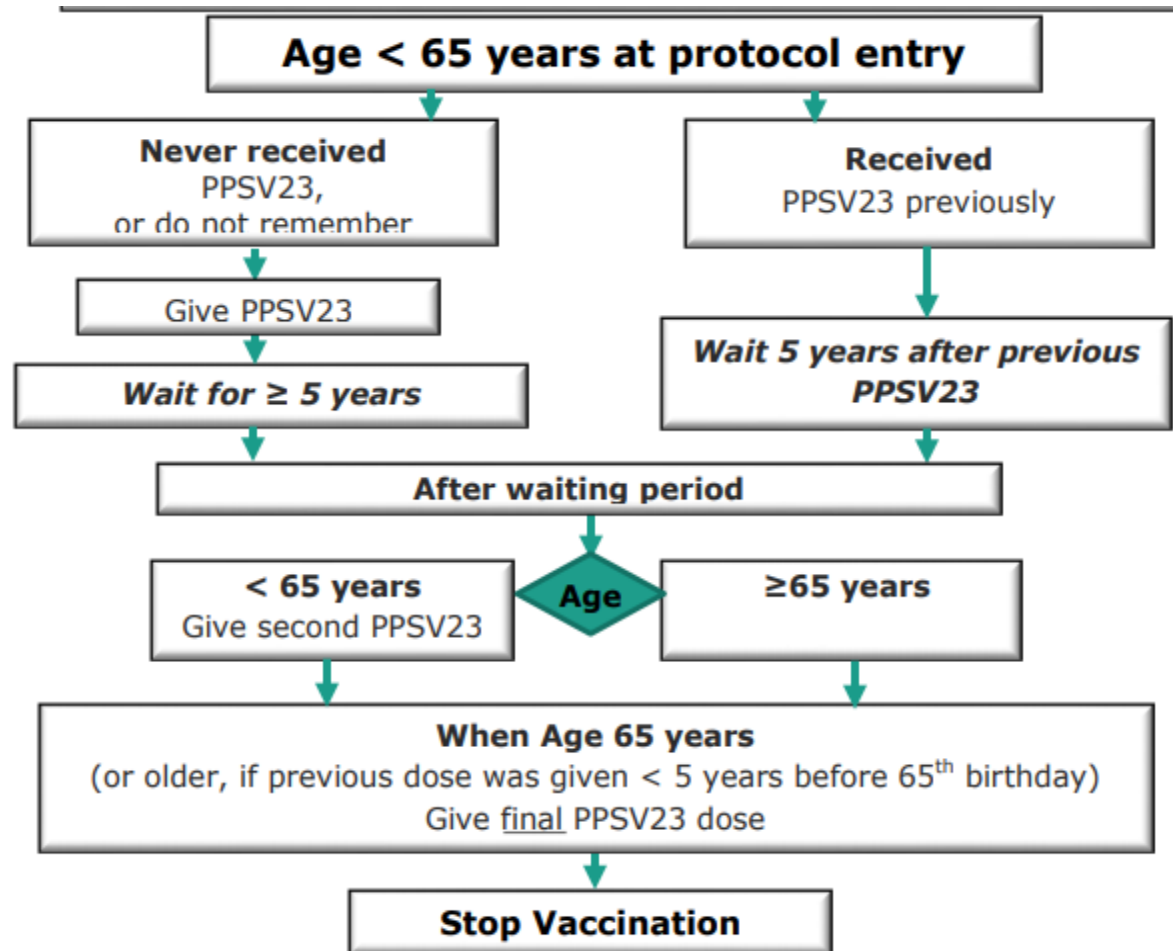 Age < 65 years at protocol entry
Never received
PPSV23,
or do not remember
Received
PPSV23 previously
Give PPSV23
Wait for ≥ 5 years
Wait 5 years after previous
PPSV23
After waiting period
Age
< 65 years
Give second PPSV23
≥65 years
When Age 65 years
(or older, if previous dose was given < 5 years before 65th birthday)
Give final PPSV23 dose
Stop Vaccination